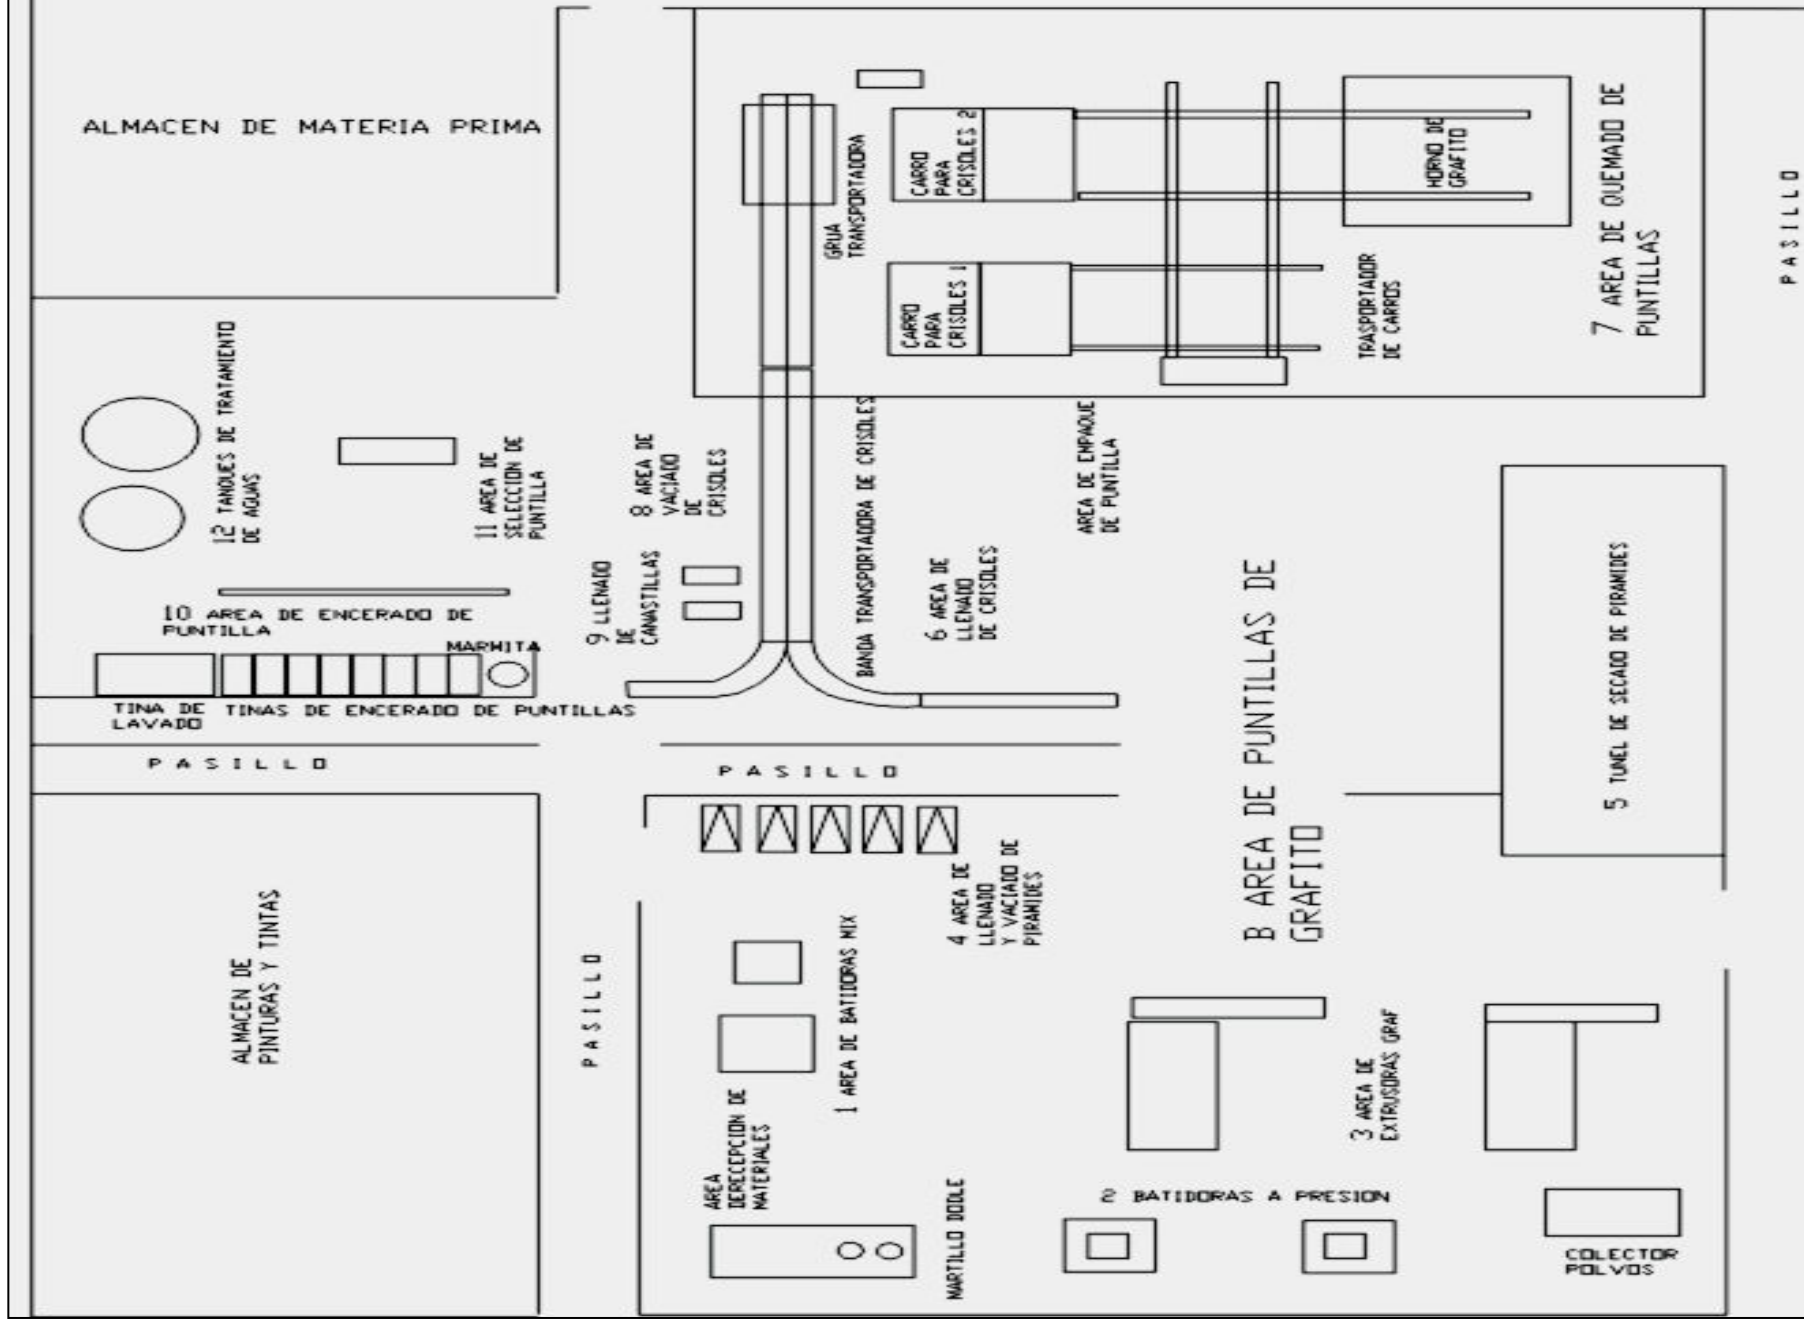 ALMACEN DE MATERIA PRIMA
GRUA
TRANSPORTADORA
CARRO
PARA
CRISOLES 2
CARRO
PARA
CRISOLES 1
HORNO DE
GRAFITO
TRASPORTADOR
DE CARROS
7 AREA DE QUEMADO DE
PUNTILLAS
PASILLO
12 TANQUES DE TRATAMIENTO
DE AGUAS
11 AREA DE
SELECCION DE
PUNTILLA
8 AREA DE
VACIADO
DE
CRISOLES
BANDA TRANSPORTADORA DE CRISOLES
AREA DE EMPAQUE
DE PUNTILLA
9 LLENADO
DE
CANASTILLAS
6 AREA DE
LLENADO
DE CRISOLES
10 AREA DE ENCERADO DE
PUNTILLA
MARMITA
TINA DE
LAVADO
TINAS DE ENCERADO DE PUNTILLAS
5 TUNEL DE SECADO DE PIRAMIDES
PASILLO
PASILLO
B AREA DE PUNTILLAS DE
GRAFITO
4 AREA DE
LLENADO
Y VACIADO DE
PIRAMIDES
ALMACEN DE
PINTURAS Y TINTAS
PASILLO
1 AREA DE BATIDORAS MIX
3 AREA DE
EXTRUSORAS GRAF
AREA
DERECEPCION DE
MATERIALES
MARTILLO DODLE
2 BATIDORAS A PRESION
COLECTOR
POLVOS